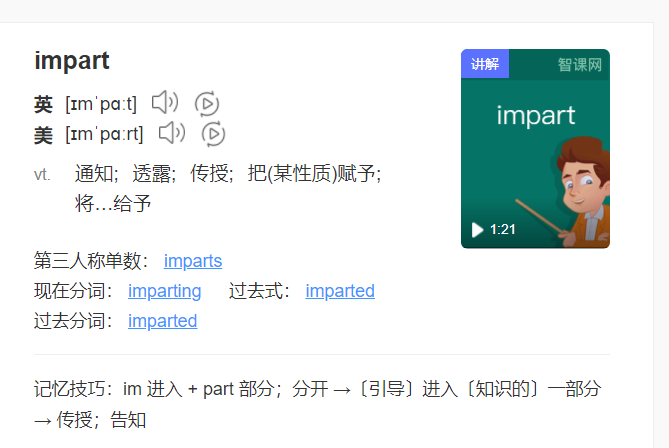 impart
英 [ɪmˈpɑːt]
美 [ɪmˈpɑːrt]
vt. 通知；透露；传授；把(某性质)赋予；
将…给予
第三人称单数： imparts
现在分词： imparting 过去式： imparted
过去分词： imparted
记忆技巧：im 进入 + part 部分；分开 →〔引导〕进入〔知识的〕一部分
→ 传授；告知
讲解 智课网
impart
1:21